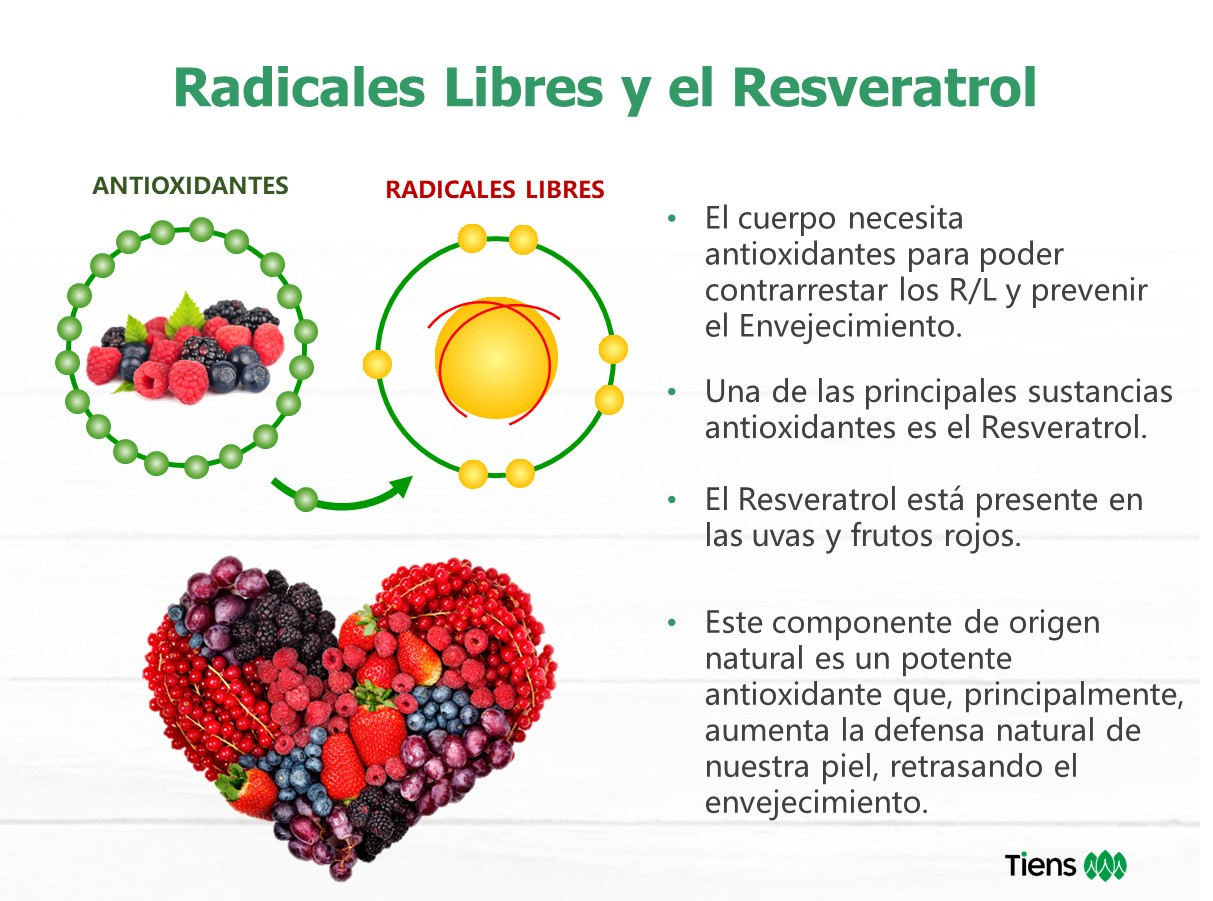 Radicales Libres y el Resveratrol
ANTIOXIDANTES
RADICALES LIBRES
• El cuerpo necesita
antioxidantes para poder
contrarrestar los R/L y prevenir
el Envejecimiento.
• Una de las principales sustancias
antioxidantes es el Resveratrol.
• El Resveratrol está presente en
las uvas y frutos rojos.
• Este componente de origen
natural es un potente
antioxidante que, principalmente,
aumenta la defensa natural de
nuestra piel, retrasando el
envejecimiento.
Tiens